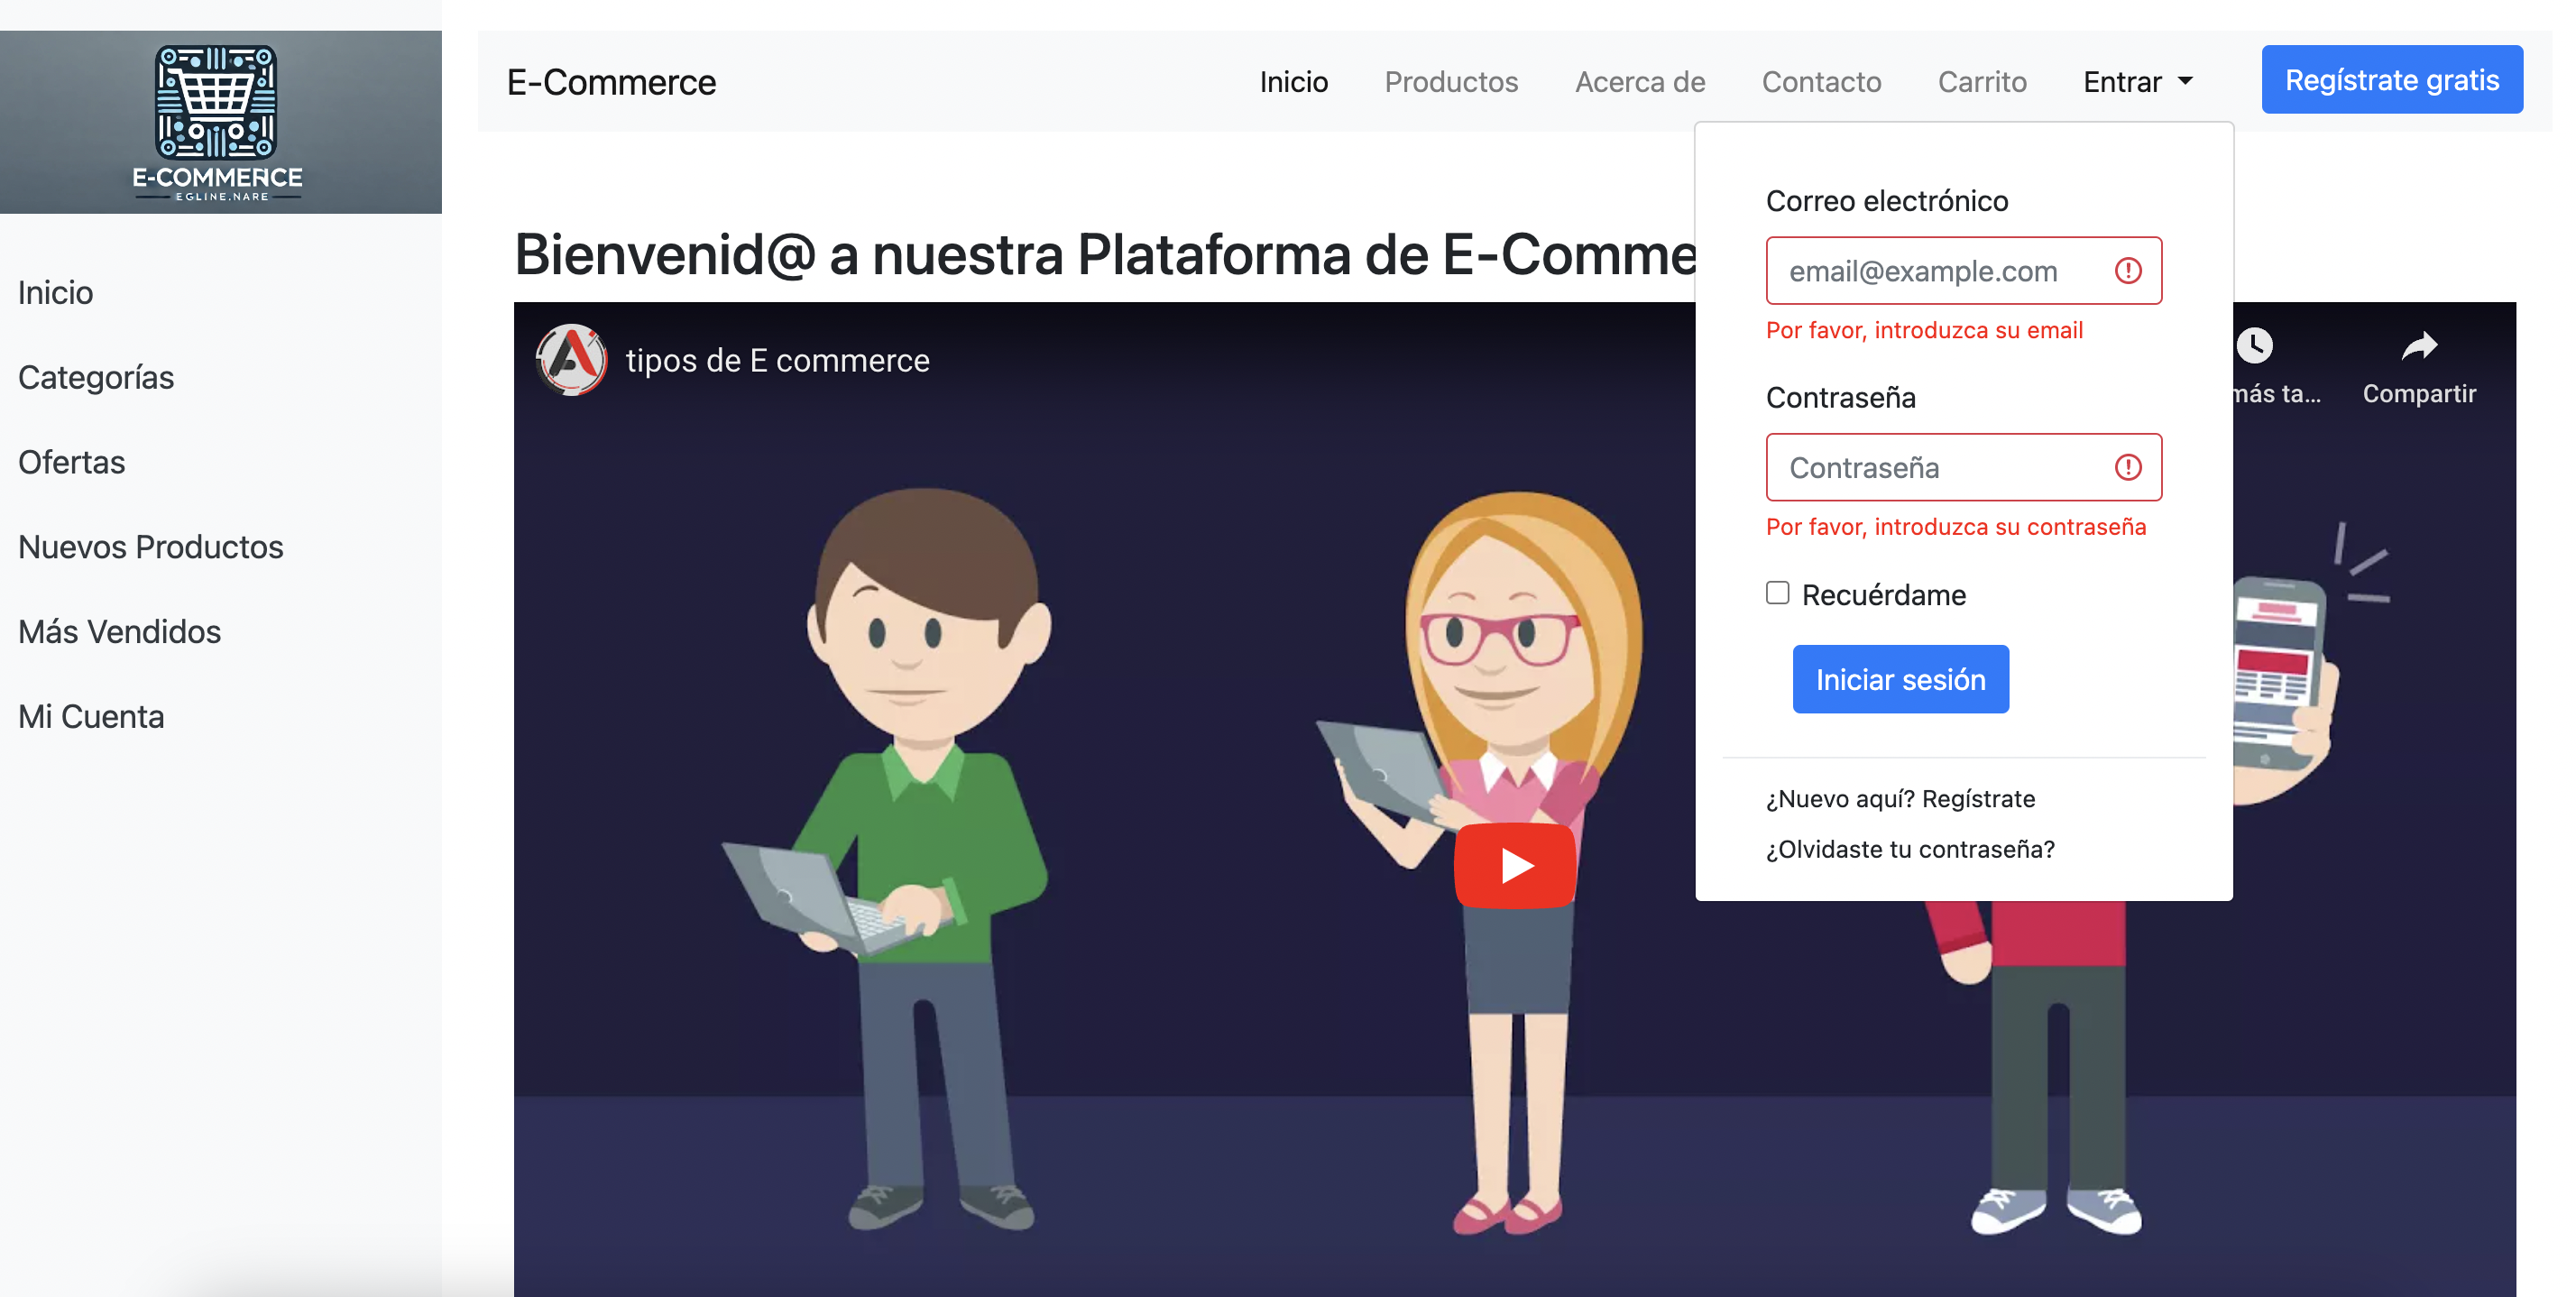 E-COMMERCE
EGLINE.NARE
Inicio
Categorías
Ofertas
Nuevos Productos
Más Vendidos
Mi Cuenta
E-Commerce
Inicio
Productos
Acerca de
Contacto
Carrito
Entrar
Regístrate gratis
Bienvenid@ a nuestra Plataforma de E-Comme
tipos de E commerce
más ta...
Compartir
Correo electrónico
email@example.com
Por favor, introduzca su email
Contraseña
Contraseña
Por favor, introduzca su contraseña
Recuérdame
Iniciar sesión
¿Nuevo aquí? Regístrate
¿Olvidaste tu contraseña?